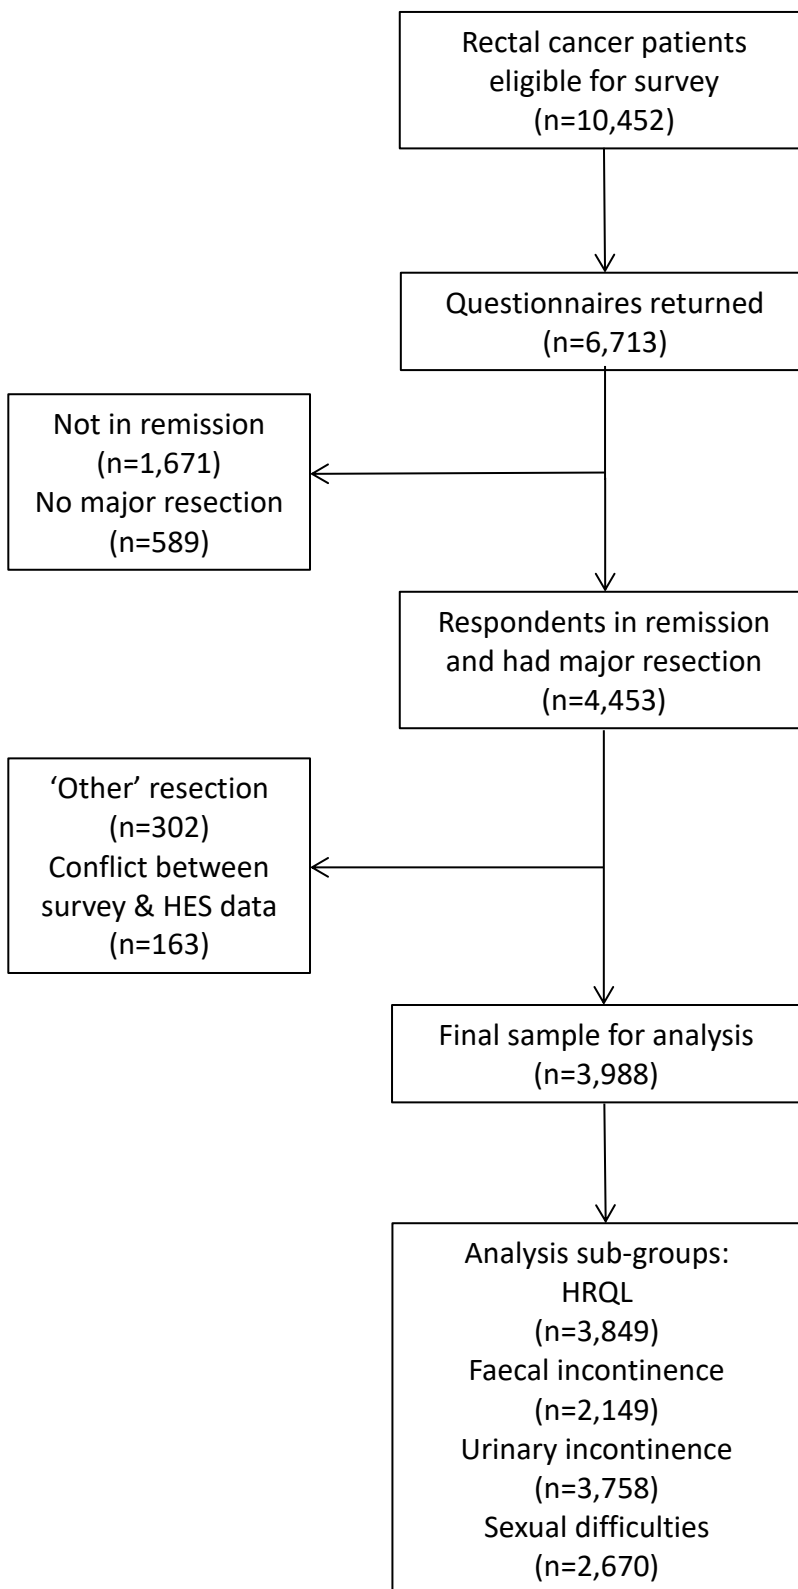 Rectal cancer patients
eligible for survey
(n=10,452)
Questionnaires returned
(n=6,713)
Not in remission
(n=1,671)
No major resection
(n=589)
Respondents in remission
and had major resection
(n=4,453)
‘Other’ resection
(n=302)
Conflict between
survey & HES data
(n=163)
Final sample for analysis
(n=3,988)
Analysis sub-groups:
HRQL
(n=3,849)
Faecal incontinence
(n=2,149)
Urinary incontinence
(n=3,758)
Sexual difficulties
(n=2,670)